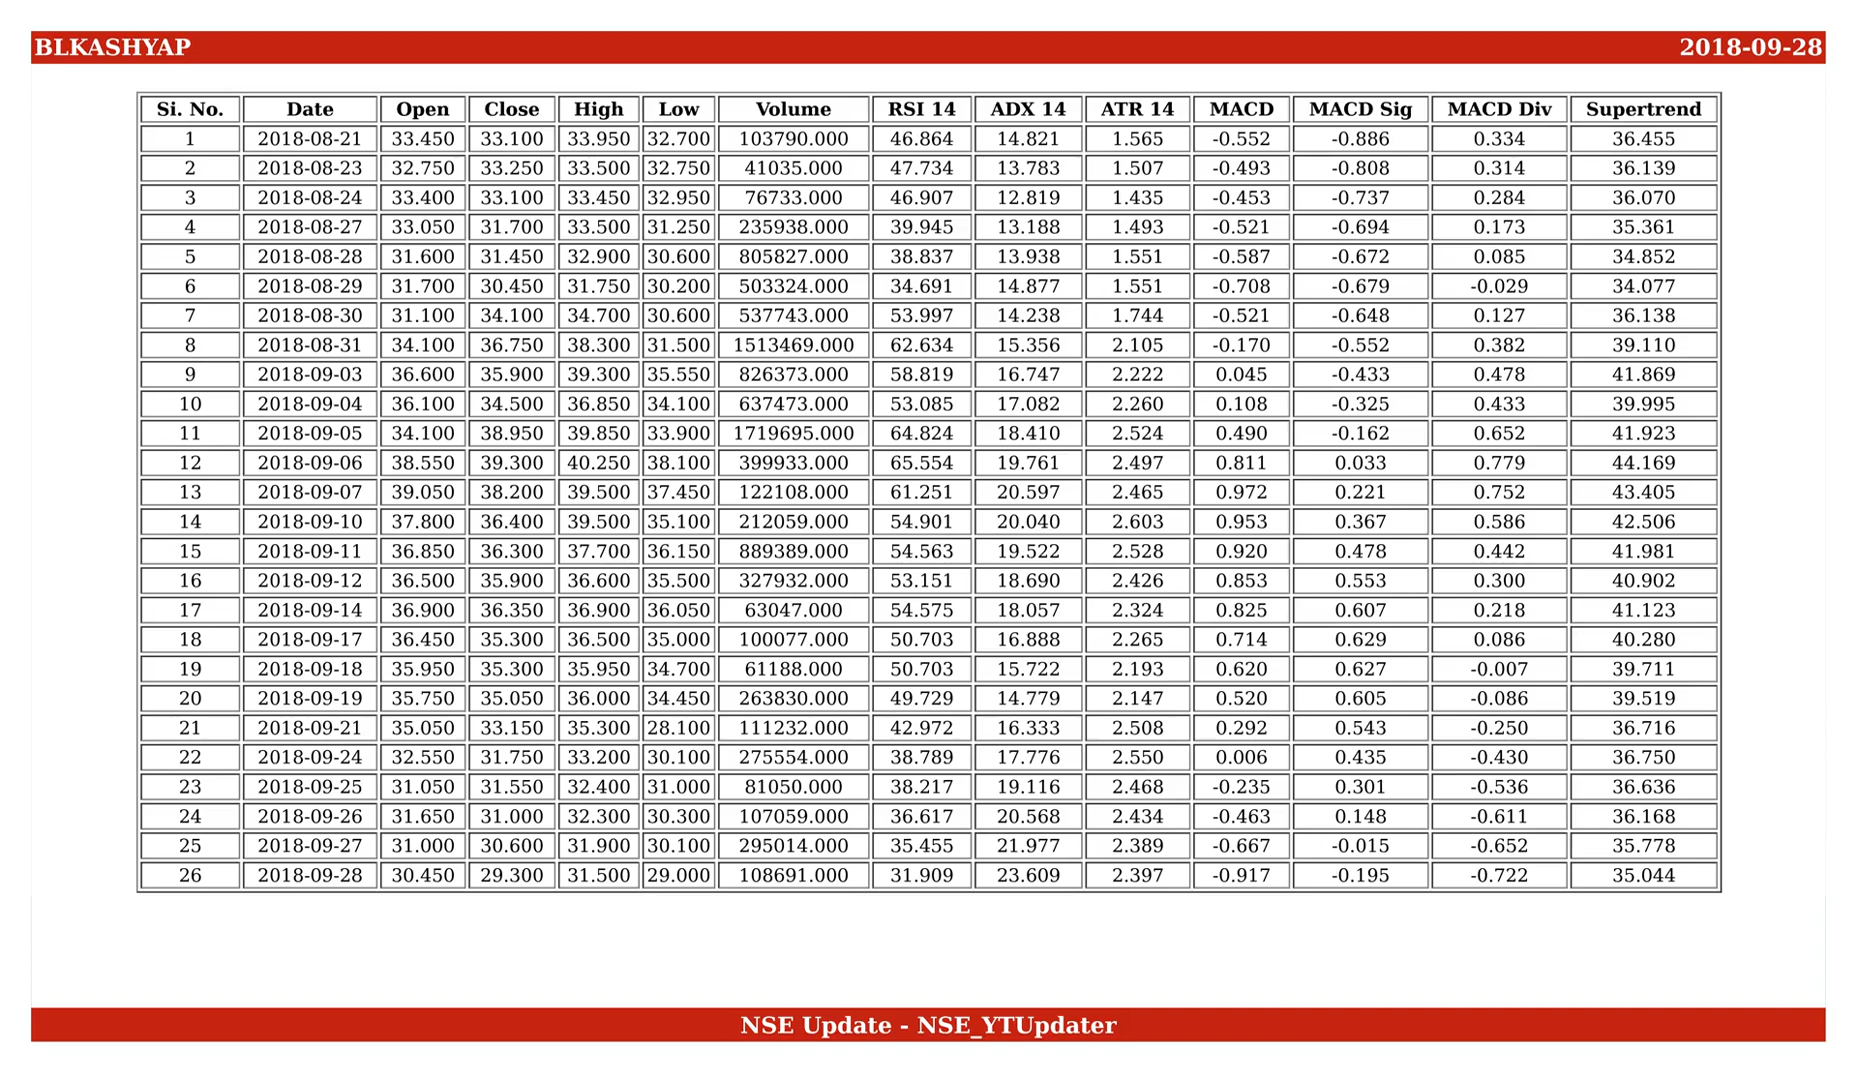 BLKASHYAP 2018-09-28
Si. No. Date Open Close High Low Volume RSI 14 ADX 14 ATR 14 MACD MACD Sig MACD Div Supertrend
1 2018-08-21 33.450 33.100 33.950 32.700 103790.000 46.864 14.821 1.565 -0.552 -0.886 0.334 36.455
2 2018-08-23 32.750 33.250 33.500 32.750 41035.000 47.734 13.783 1.507 -0.493 -0.808 0.314 36.139
3 2018-08-24 33.400 33.100 33.450 32.950 76733.000 46.907 12.819 1.435 -0.453 -0.737 0.284 36.070
4 2018-08-27 33.050 31.700 33.500 31.250 235938.000 39.945 13.188 1.493 -0.521 -0.694 0.173 35.361
5 2018-08-28 31.600 31.450 32.900 30.600 805827.000 38.837 13.938 1.551 -0.587 -0.672 0.085 34.852
6 2018-08-29 31.700 30.450 31.750 30.200 503324.000 34.691 14.877 1.551 -0.708 -0.679 -0.029 34.077
7 2018-08-30 31.100 34.100 34.700 30.600 537743.000 53.997 14.238 1.744 -0.521 -0.648 0.127 36.138
8 2018-08-31 34.100 36.750 38.300 31.500 1513469.000 62.634 15.356 2.105 -0.170 -0.552 0.382 39.110
9 2018-09-03 36.600 35.900 39.300 35.550 826373.000 58.819 16.747 2.222 0.045 -0.433 0.478 41.869
10 2018-09-04 36.100 34.500 36.850 34.100 637473.000 53.085 17.082 2.260 0.108 -0.325 0.433 39.995
11 2018-09-05 34.100 38.950 39.850 33.900 1719695.000 64.824 18.410 2.524 0.490 -0.162 0.652 41.923
12 2018-09-06 38.550 39.300 40.250 38.100 399933.000 65.554 19.761 2.497 0.811 0.033 0.779 44.169
13 2018-09-07 39.050 38.200 39.500 37.450 122108.000 61.251 20.597 2.465 0.972 0.221 0.752 43.405
14 2018-09-10 37.800 36.400 39.500 35.100 212059.000 54.901 20.040 2.603 0.953 0.367 0.586 42.506
15 2018-09-11 36.850 36.300 37.700 36.150 889389.000 54.563 19.522 2.528 0.920 0.478 0.442 41.981
16 2018-09-12 36.500 35.900 36.600 35.500 327932.000 53.151 18.690 2.426 0.853 0.553 0.300 40.902
17 2018-09-14 36.900 36.350 36.900 36.050 63047.000 54.575 18.057 2.324 0.825 0.607 0.218 41.123
18 2018-09-17 36.450 35.300 36.500 35.000 100077.000 50.703 16.888 2.265 0.714 0.629 0.086 40.280
19 2018-09-18 35.950 35.300 35.950 34.700 61188.000 50.703 15.722 2.193 0.620 0.627 -0.007 39.711
20 2018-09-19 35.750 35.050 36.000 34.450 263830.000 49.729 14.779 2.147 0.520 0.605 -0.086 39.519
21 2018-09-21 35.050 33.150 35.300 28.100 111232.000 42.972 16.333 2.508 0.292 0.543 -0.250 36.716
22 2018-09-24 32.550 31.750 33.200 30.100 275554.000 38.789 17.776 2.550 0.006 0.435 -0.430 36.750
23 2018-09-25 31.050 31.550 32.400 31.000 81050.000 38.217 19.116 2.468 -0.235 0.301 -0.536 36.636
24 2018-09-26 31.650 31.000 32.300 30.300 107059.000 36.617 20.568 2.434 -0.463 0.148 -0.611 36.168
25 2018-09-27 31.000 30.600 31.900 30.100 295014.000 35.455 21.977 2.389 -0.667 -0.015 -0.652 35.778
26 2018-09-28 30.450 29.300 31.500 29.000 108691.000 31.909 23.609 2.397 -0.917 -0.195 -0.722 35.044
NSE Update - NSE_YTUpdater